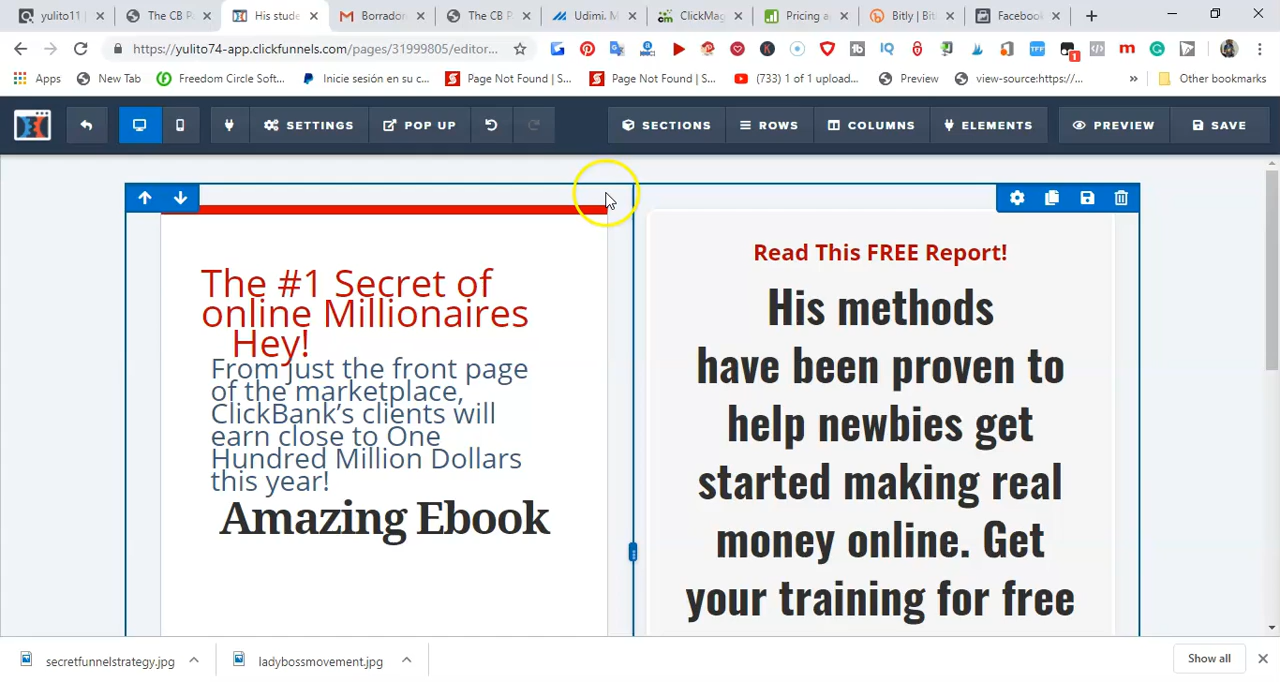 yulito11
The CB P
His stude
Borrador
The CB P
Udimi. M
ClickMag
Pricing a
Bitly | Bit
Facebook
https://yulito74-app.clickfunnels.com/pages/31999805/editor...
Apps
New Tab
Freedom Circle Soft...
Inicie sesión en su c...
Page Not Found | S...
Page Not Found | S...
(733) 1 of 1 upload...
Preview
view-source:https:/...
»
Other bookmarks
SETTINGS
POP UP
SECTIONS
ROWS
COLUMNS
ELEMENTS
PREVIEW
SAVE
The #1 Secret of
online Millionaires
Hey!
From just the front page
of the marketplace,
ClickBank's clients will
earn close to One
Hundred Million Dollars
this year!
Amazing Ebook
Read This FREE Report!
His methods
have been proven to
help newbies get
started making real
money online. Get
your training for free
secretfunnelstrategy.jpg
ladybossmovement.jpg
Show all